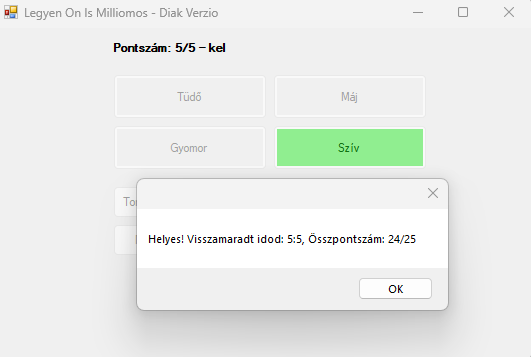 Legyen On Is Milliomos - Diak Verzio
Pontszám: 5/5 – kel
Tüdő
Máj
Gyomor
Szív
Helyes! Visszamaradt idod: 5:5, Összpontszám: 24/25
OK